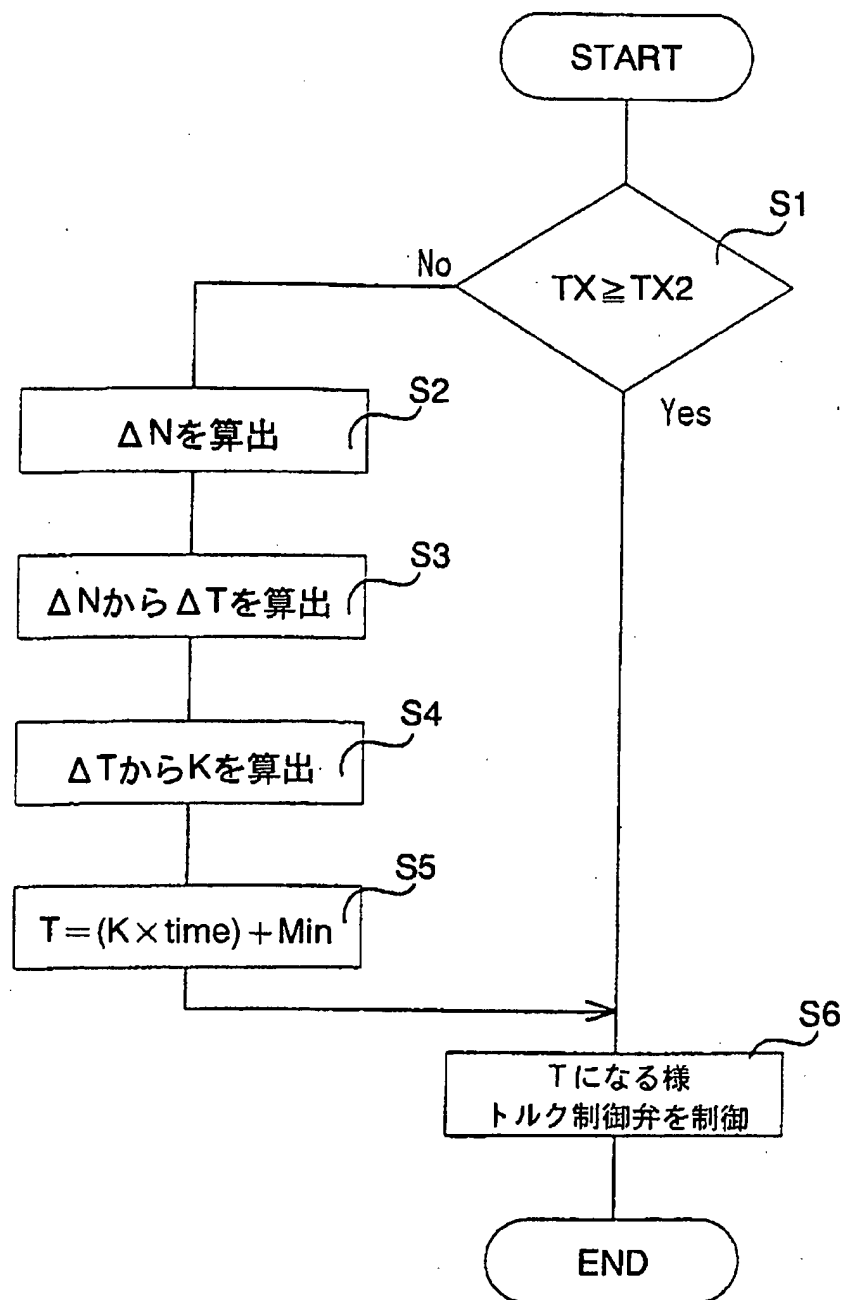 START
S1
TX≧TX2
No
Yes
S2
ΔNを算出
S3
ΔNからΔTを算出
S4
ΔTからKを算出
S5
T=(K×time)+Min
S6
Tになる様
トルク制御弁を制御
END